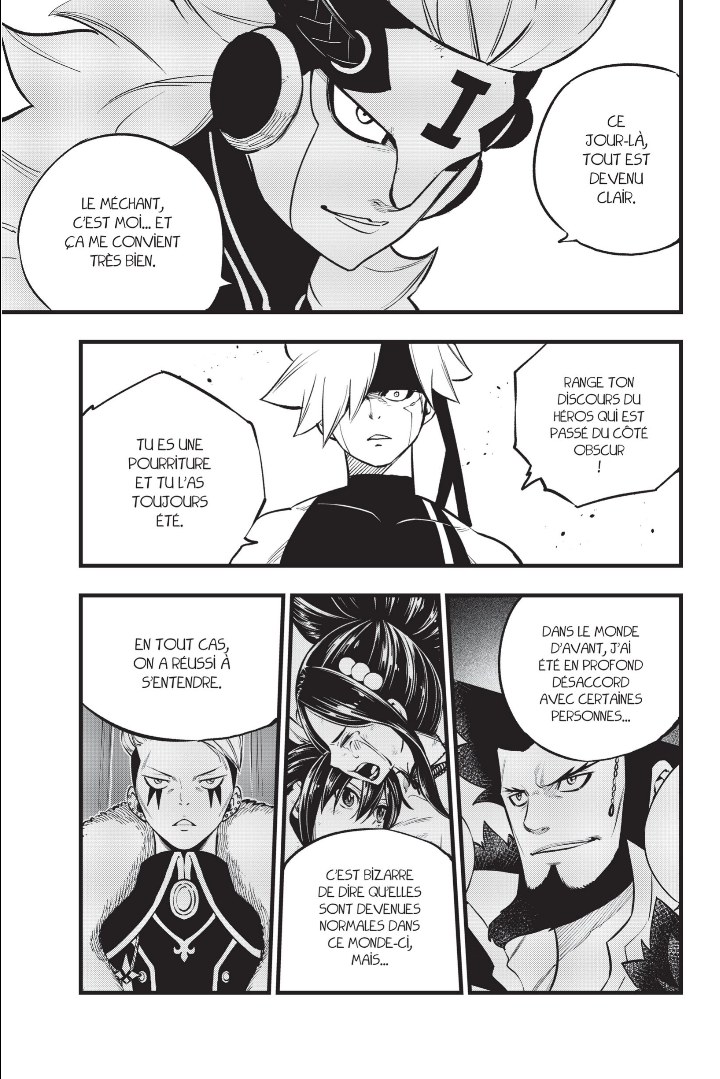 CE
JOUR-LÀ,
TOUT EST
DEVENU
CLAIR.
LE MÉCHANT,
C'EST MOI... ET
ÇA ME CONVIENT
TRÈS BIEN.
I
RANGE TON
DISCOURS DU
HÉROS QUI EST
PASSÉ DU CÔTÉ
OBSCUR
!
TU ES UNE
POURRITURE
ET TU L'AS
TOUJOURS
ÉTÉ.
DANS LE MONDE
D'AVANT, J'AI
ÉTÉ EN PROFOND
DÉSACCORD
AVEC CERTAINES
PERSONNES...
C'EST BIZARRE
DE DIRE QU'ELLES
SONT DEVENUES
NORMALES DANS
CE MONDE-CI,
MAIS...
EN TOUT CAS,
ON A RÉUSSI À
S'ENTENDRE.